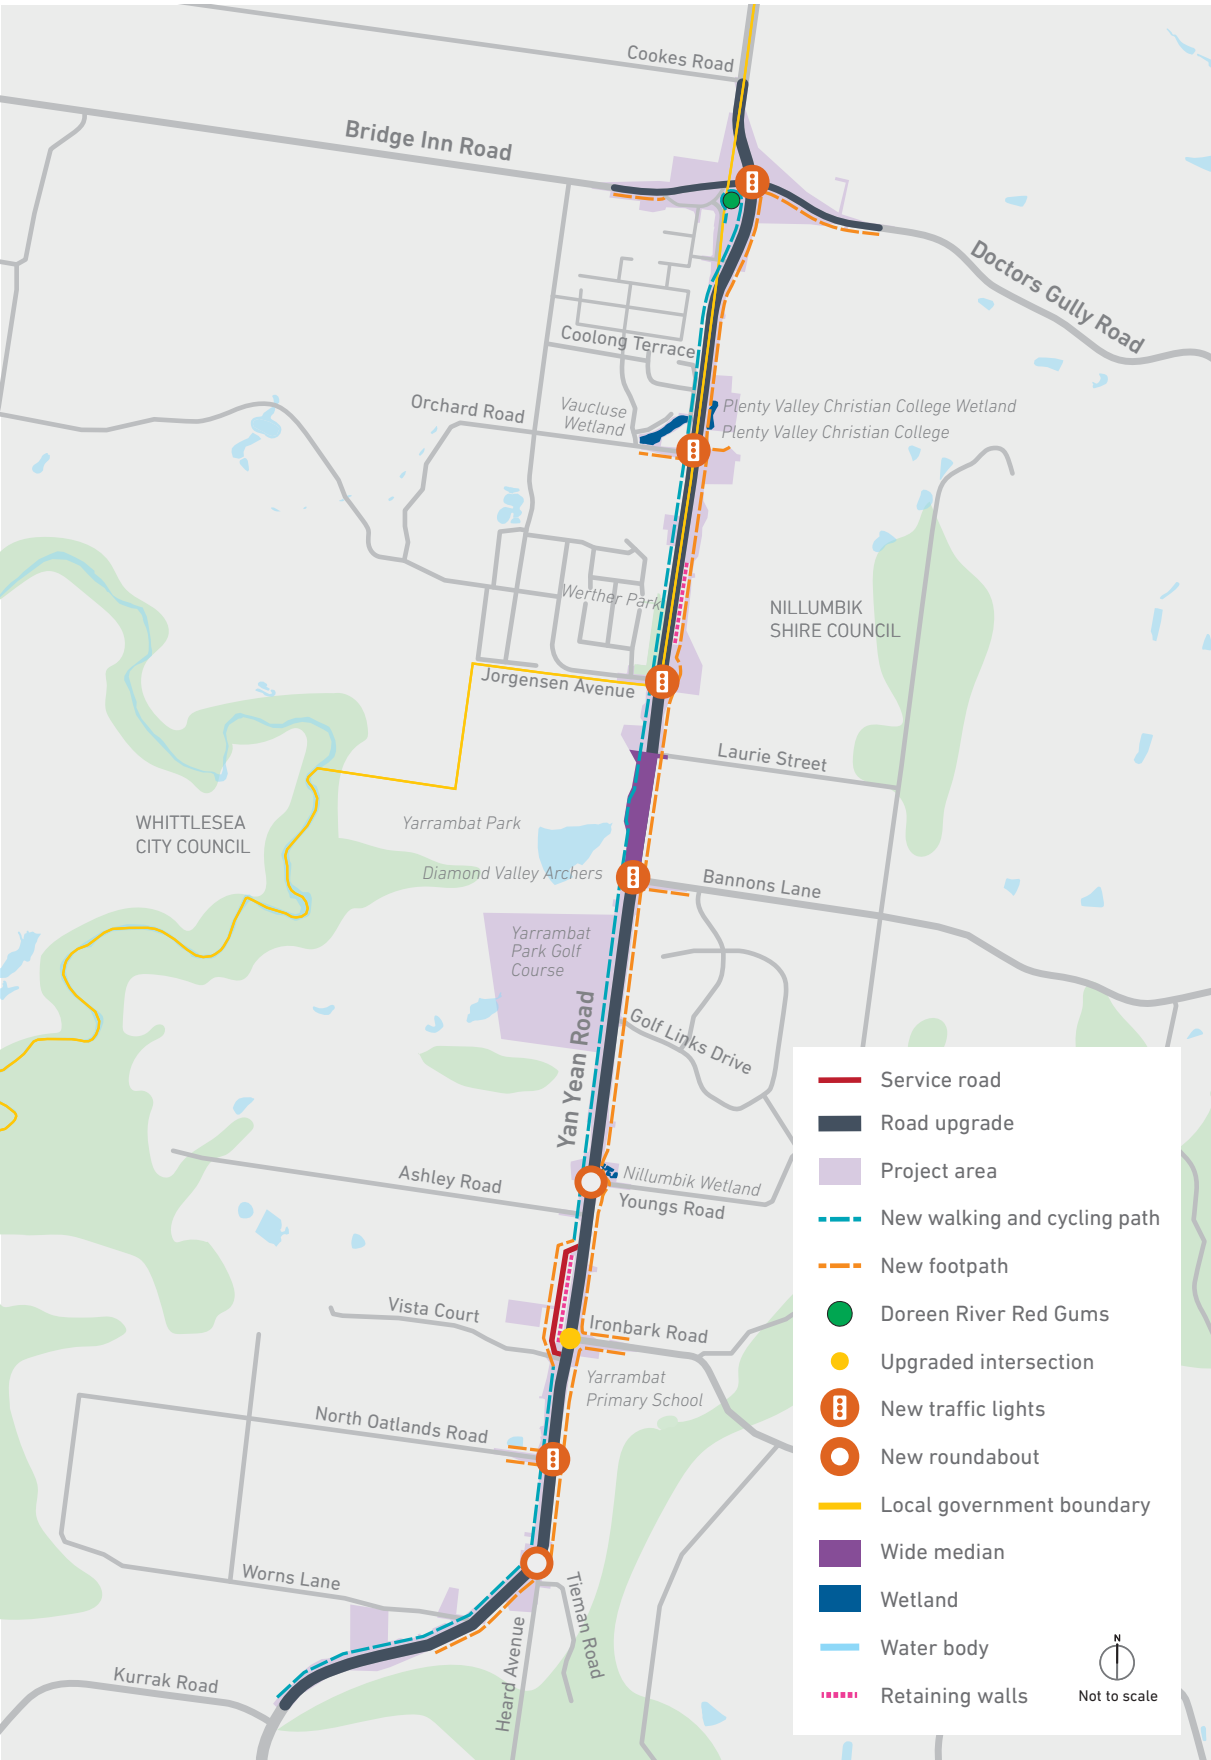 Cookes Road
Bridge Inn Road
Doctors Gully Road
Coolong Terrace
Orchard Road
Vaucluse
Wetland
Plenty Valley Christian College Wetland
Plenty Valley Christian College
Werther Park
NILLUMBIK
SHIRE COUNCIL
Jorgensen Avenue
Laurie Street
WHITTLESEA
CITY COUNCIL
Yarrambat Park
Diamond Valley Archers
Bannons Lane
Yarrambat
Park Golf
Course
Yan Yean Road
Golf Links Drive
Ashley Road
Nillumbik Wetland
Youngs Road
Vista Court
Ironbark Road
Yarrambat
Primary School
North Oatlands Road
Worns Lane
Tieman Road
Heard Avenue
Kurrak Road
Service road
Road upgrade
Project area
New walking and cycling path
New footpath
Doreen River Red Gums
Upgraded intersection
New traffic lights
New roundabout
Local government boundary
Wide median
Wetland
Water body
Retaining walls
N
Not to scale